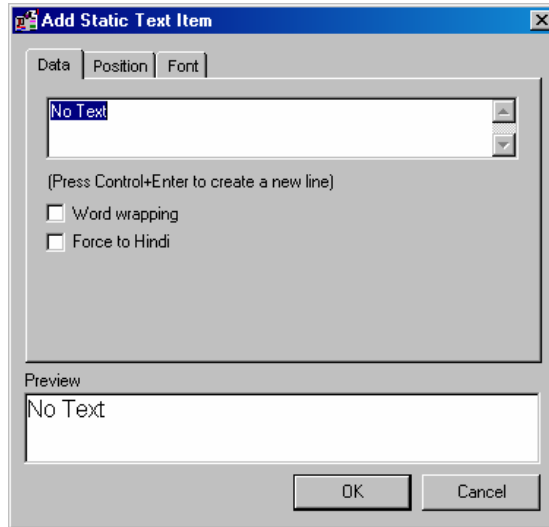 Add Static Text Item
Data Position Font
No Text
(Press Control+Enter to create a new line)
Word wrapping
Force to Hindi
Preview
No Text
OK Cancel